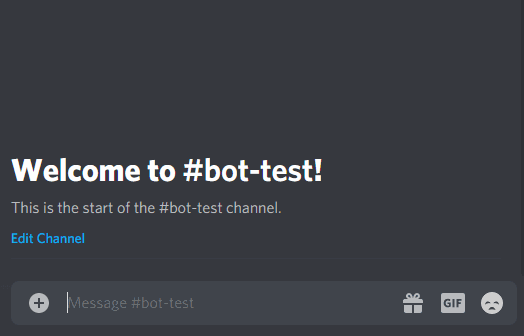 Welcome to #bot-test!
This is the start of the #bot-test channel.
Edit Channel
Message #bot-test
GIF